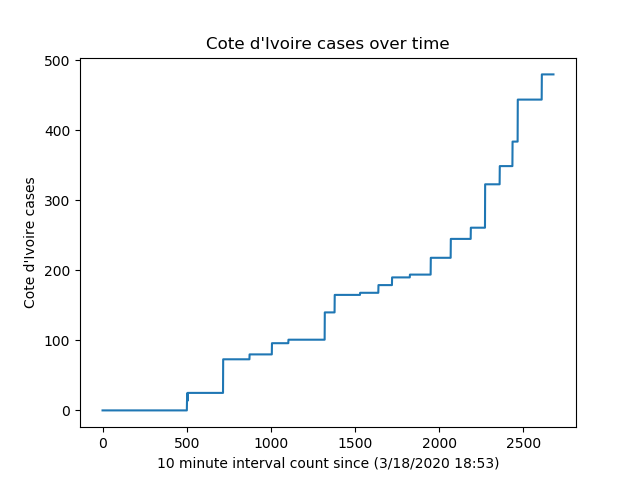 Cote d'Ivoire cases over time
500
400
300
200
100
0
Cote d'Ivoire cases
0 500 1000 1500 2000 2500
10 minute interval count since (3/18/2020 18:53)